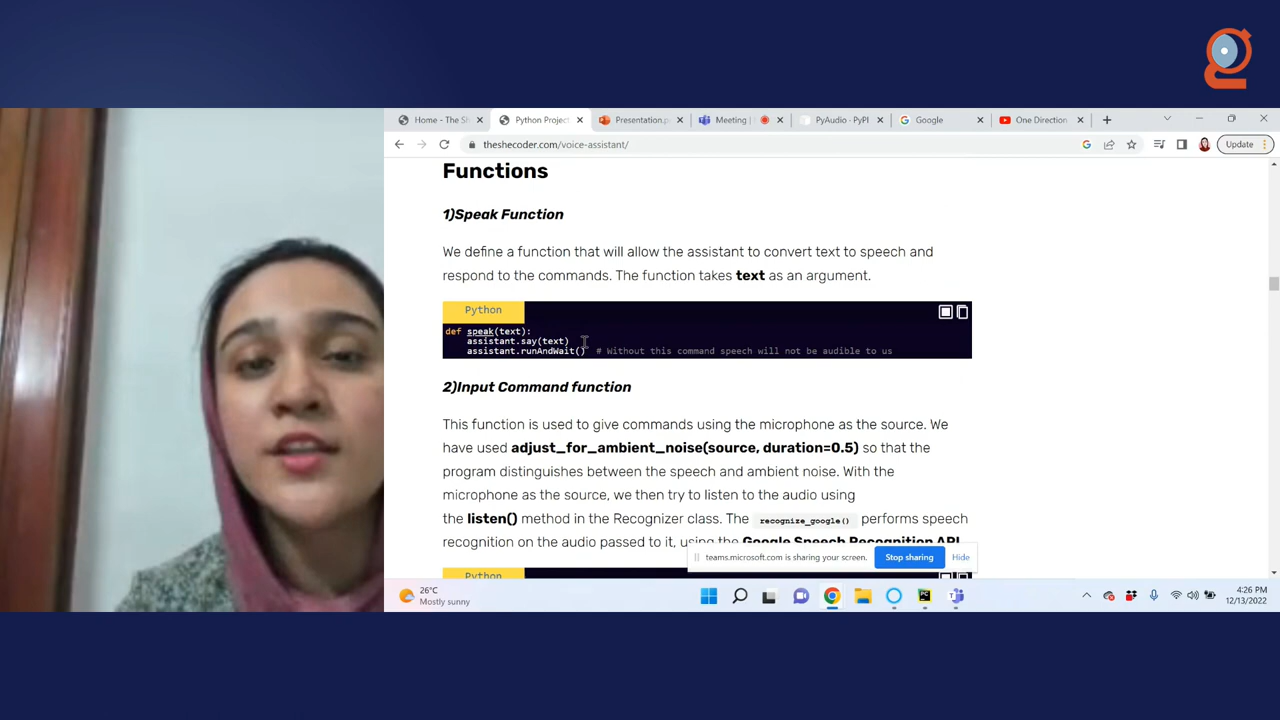 Home - The Sh
Python Project
Presentation.p
Meeting |
PyAudio · PyPI
Google
One Direction
theshecoder.com/voice-assistant/
Update
Functions
1)Speak Function
We define a function that will allow the assistant to convert text to speech and
respond to the commands. The function takes text as an argument.
Python
def speak(text):
assistant.say(text)
assistant.runAndWait() # Without this command speech will not be audible to us
2)Input Command function
This function is used to give commands using the microphone as the source. We
have used adjust_for_ambient_noise(source, duration=0.5) so that the
program distinguishes between the speech and ambient noise. With the
microphone as the source, we then try to listen to the audio using
the listen() method in the Recognizer class. The recognize_google() performs speech
recognition on the audio passed to it, using the Google Speech Recognition API.
teams.microsoft.com is sharing your screen.
Stop sharing
Hide
Python
26°C
Mostly sunny
4:26 PM
12/13/2022